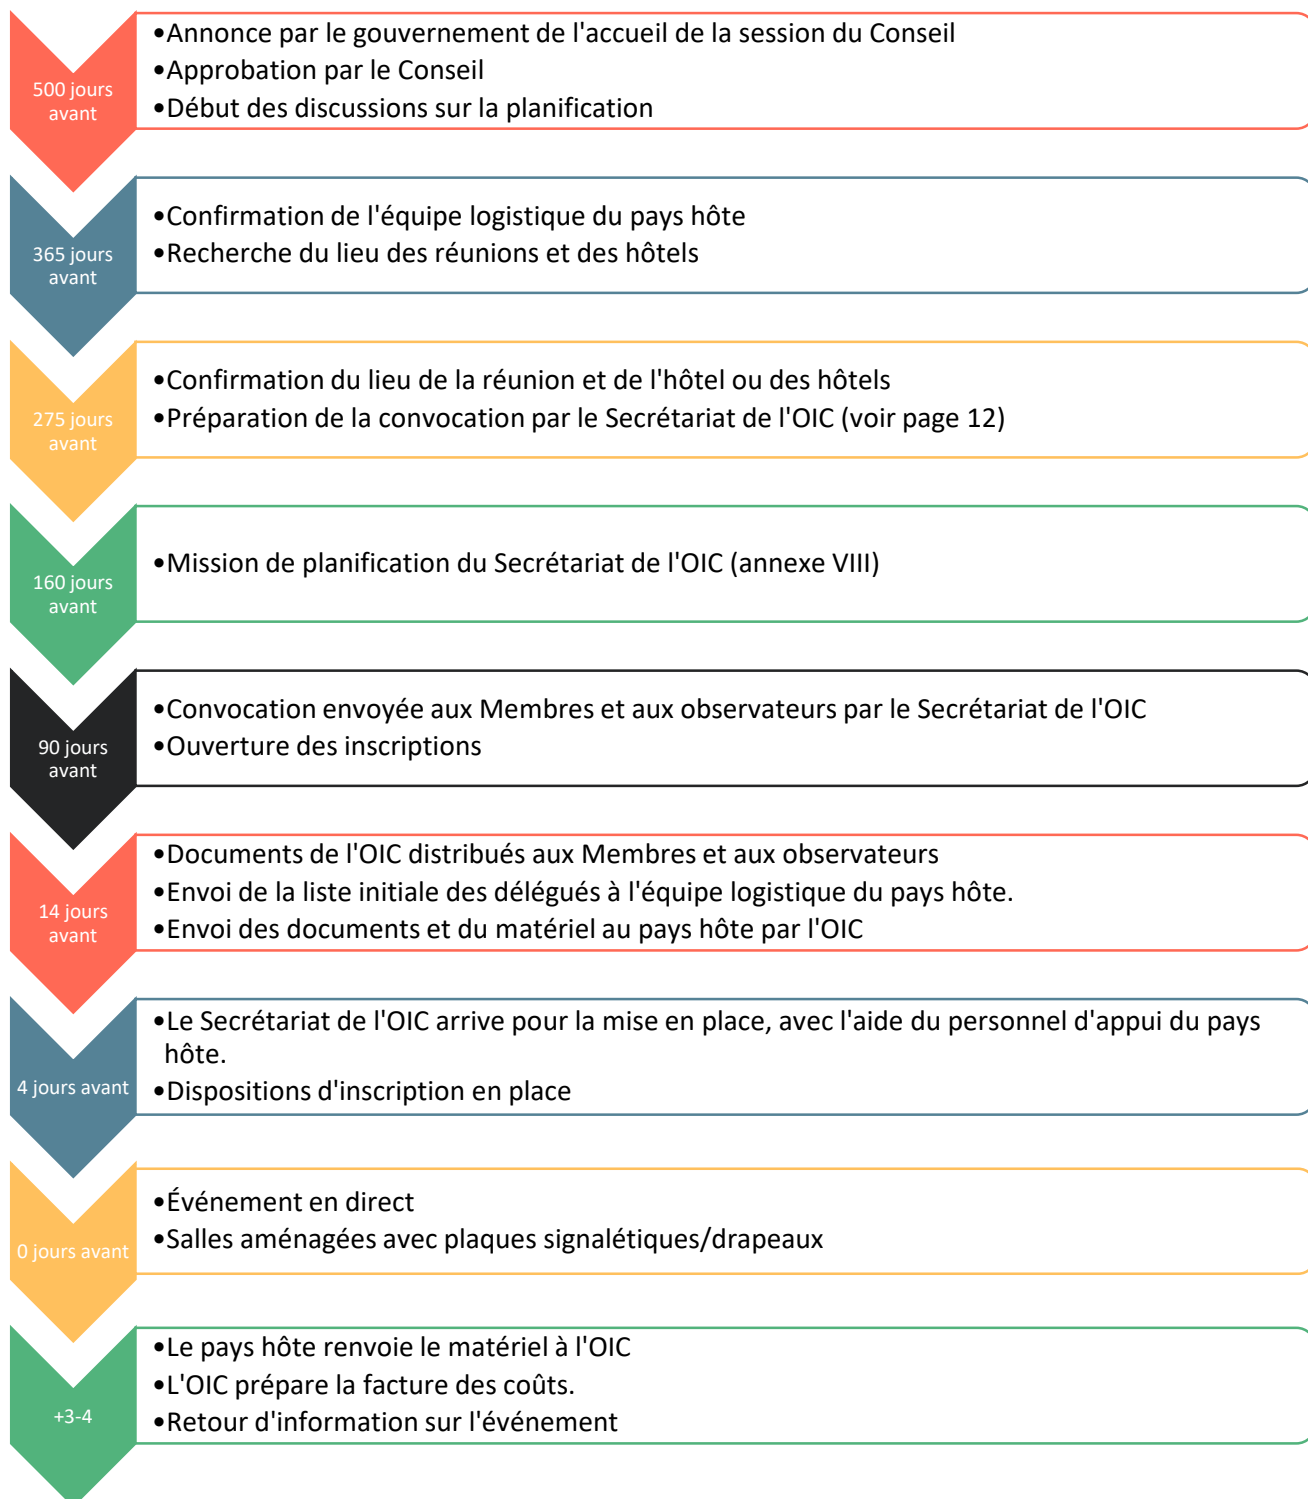 500 jours
avant
•Annonce par le gouvernement de l'accueil de la session du Conseil
•Approbation par le Conseil
•Début des discussions sur la planification
365 jours
avant
•Confirmation de l'équipe logistique du pays hôte
•Recherche du lieu des réunions et des hôtels
275 jours
avant
•Confirmation du lieu de la réunion et de l'hôtel ou des hôtels
•Préparation de la convocation par le Secrétariat de l'OIC (voir page 12)
160 jours
avant
•Mission de planification du Secrétariat de l'OIC (annexe VIII)
90 jours
avant
•Convocation envoyée aux Membres et aux observateurs par le Secrétariat de l'OIC
•Ouverture des inscriptions
14 jours
avant
•Documents de l'OIC distribués aux Membres et aux observateurs
•Envoi de la liste initiale des délégués à l'équipe logistique du pays hôte.
•Envoi des documents et du matériel au pays hôte par l'OIC
4 jours avant
•Le Secrétariat de l'OIC arrive pour la mise en place, avec l'aide du personnel d'appui du pays
hôte.
•Dispositions d'inscription en place
0 jours avant
•Événement en direct
•Salles aménagées avec plaques signalétiques/drapeaux
+3-4
•Le pays hôte renvoie le matériel à l'OIC
•L'OIC prépare la facture des coûts.
•Retour d'information sur l'événement